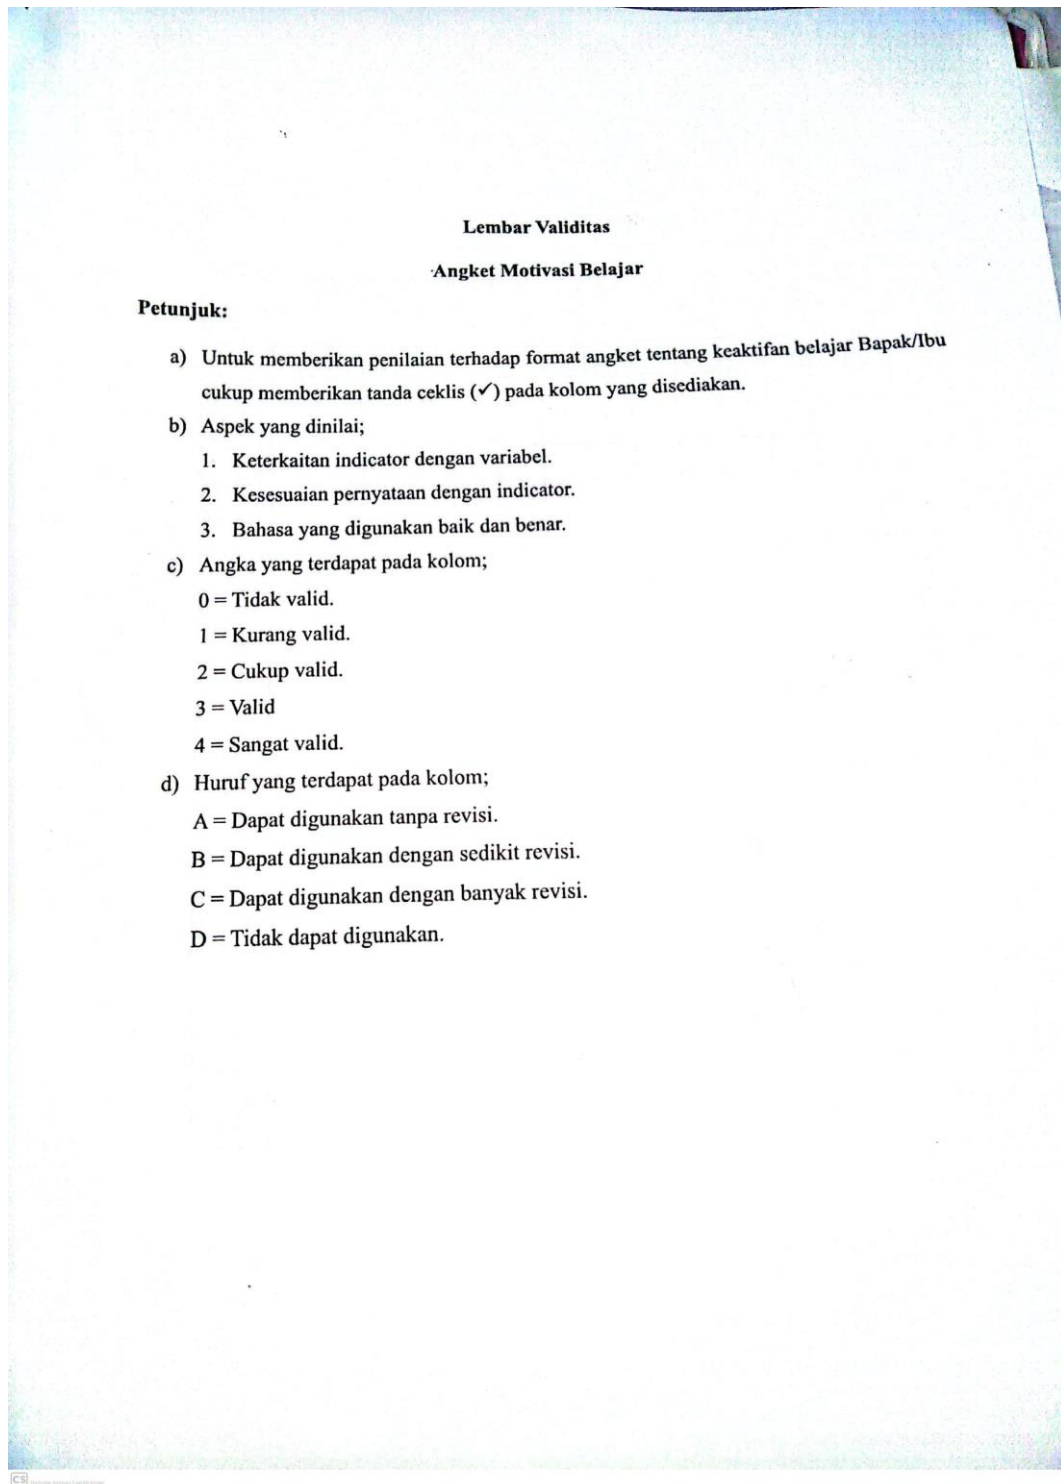 Lembar Validitas
Angket Motivasi Belajar
Petunjuk:
a) Untuk memberikan penilaian terhadap format angket tentang keaktifan belajar Bapak/Ibu
cukup memberikan tanda ceklis (✓) pada kolom yang disediakan.
b) Aspek yang dinilai;
1. Keterkaitan indicator dengan variabel.
2. Kesesuaian pernyataan dengan indicator.
3. Bahasa yang digunakan baik dan benar.
c) Angka yang terdapat pada kolom;
0 = Tidak valid.
1 = Kurang valid.
2 = Cukup valid.
3 = Valid
4 = Sangat valid.
d) Huruf yang terdapat pada kolom;
A = Dapat digunakan tanpa revisi.
B = Dapat digunakan dengan sedikit revisi.
C = Dapat digunakan dengan banyak revisi.
D = Tidak dapat digunakan.
CS